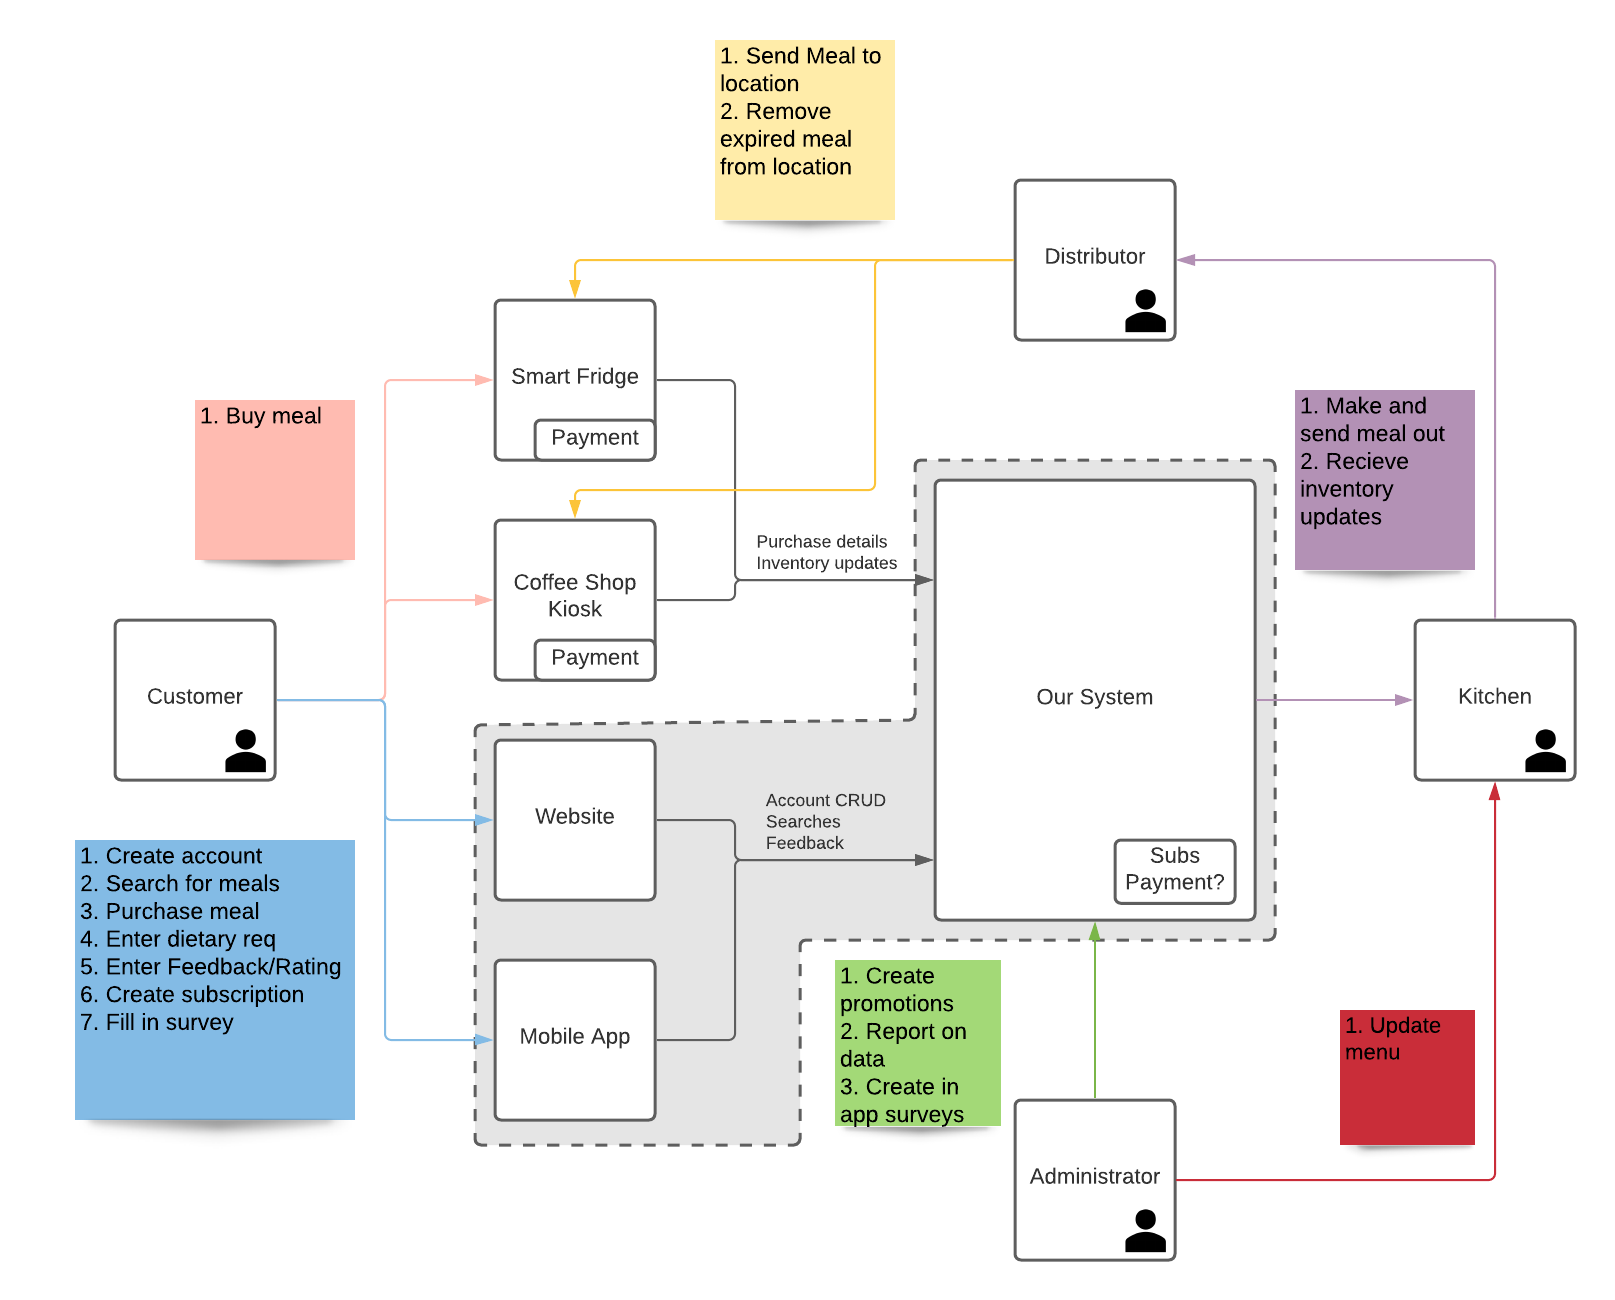 1. Send Meal to
location
2. Remove
expired meal
from location
Distributor
Smart Fridge
Payment
1. Buy meal
1. Make and
send meal out
2. Recieve
inventory
updates
Purchase details
Inventory updates
Coffee Shop
Kiosk
Payment
Customer
Our System
Kitchen
Website
Account CRUD
Searches
Feedback
Subs
Payment?
1. Create account
2. Search for meals
3. Purchase meal
4. Enter dietary req
5. Enter Feedback/Rating
6. Create subscription
7. Fill in survey
Mobile App
1. Create
promotions
2. Report on
data
3. Create in
app surveys
1. Update
menu
Administrator